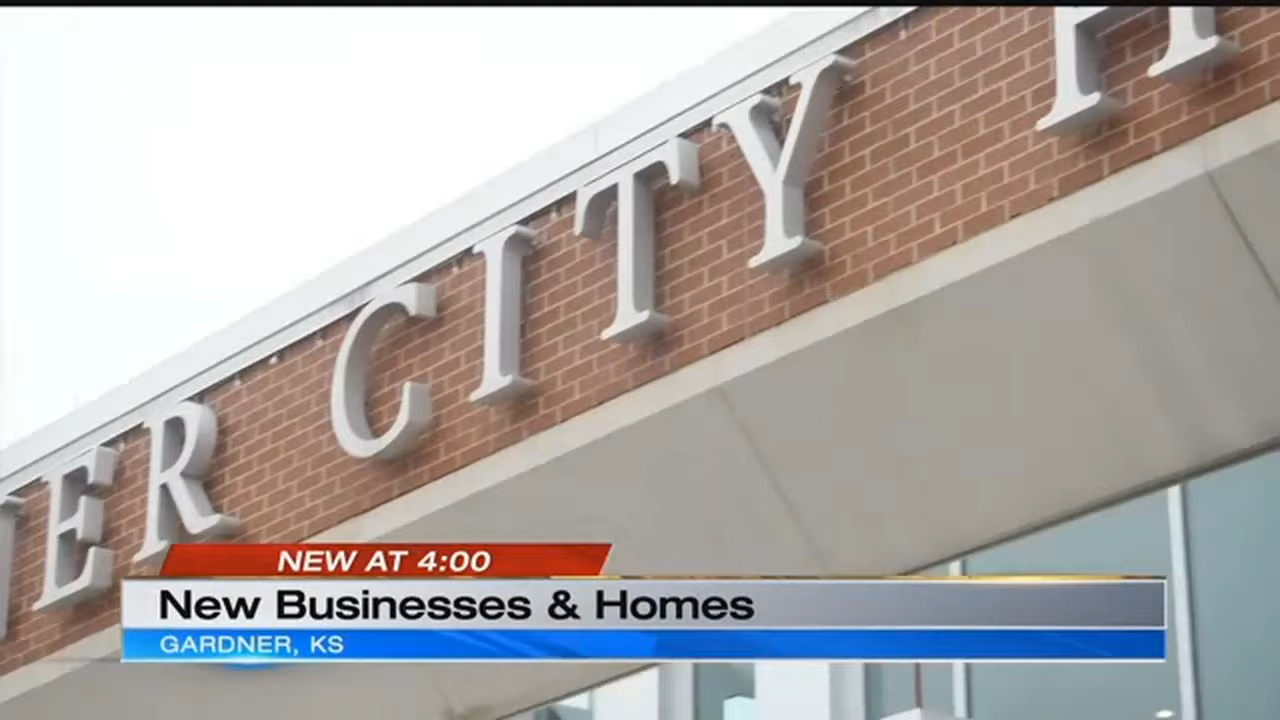 ER CITY H
NEW AT 4:00
New Businesses & Homes
GARDNER, KS